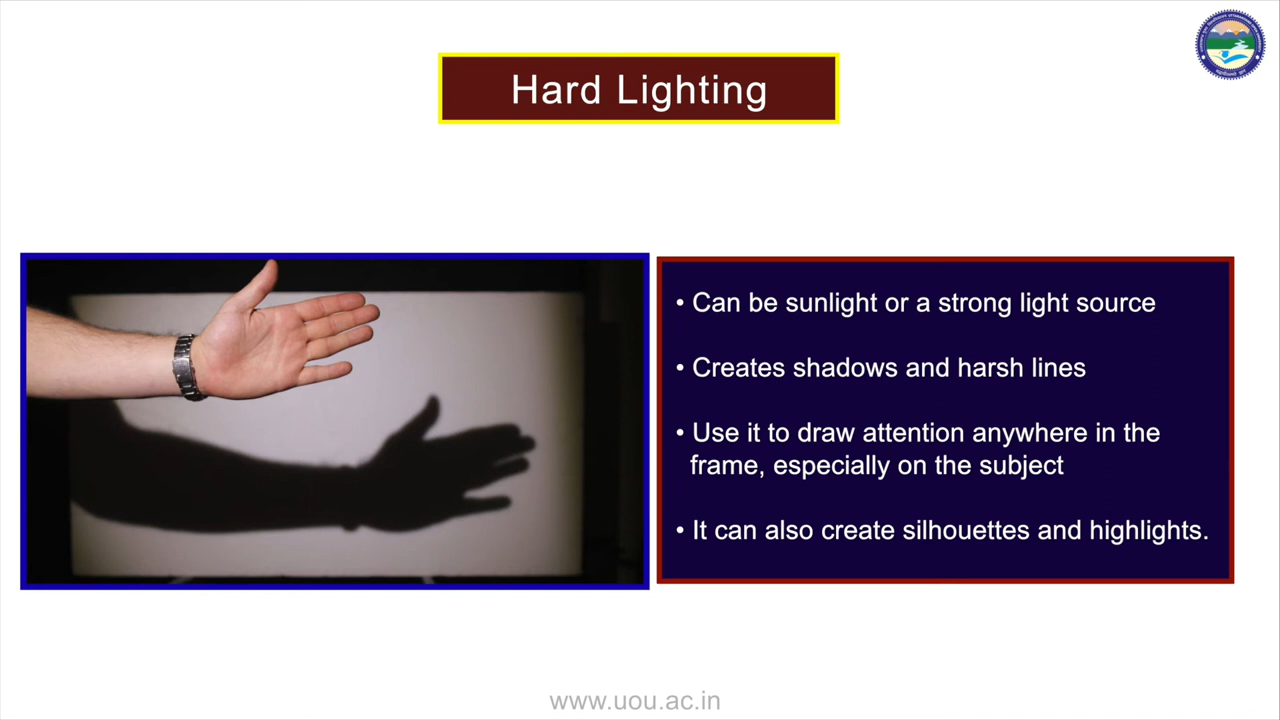 Hard Lighting
• Can be sunlight or a strong light source
• Creates shadows and harsh lines
• Use it to draw attention anywhere in the
frame, especially on the subject
• It can also create silhouettes and highlights.
www.uou.ac.in